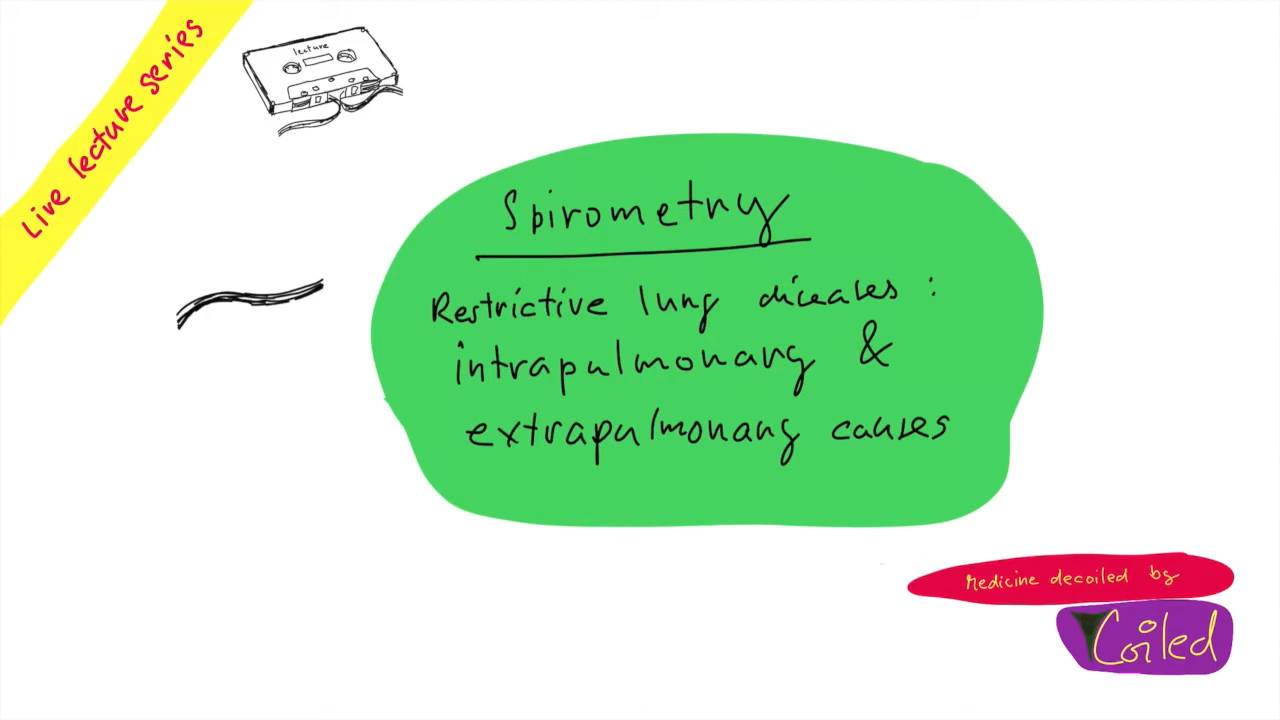 Live lecture series
lecture
Spirometry
Restrictive lung diseases :
intrapulmonary &
extrapulmonary causes
Medicine decoiled by
Coiled